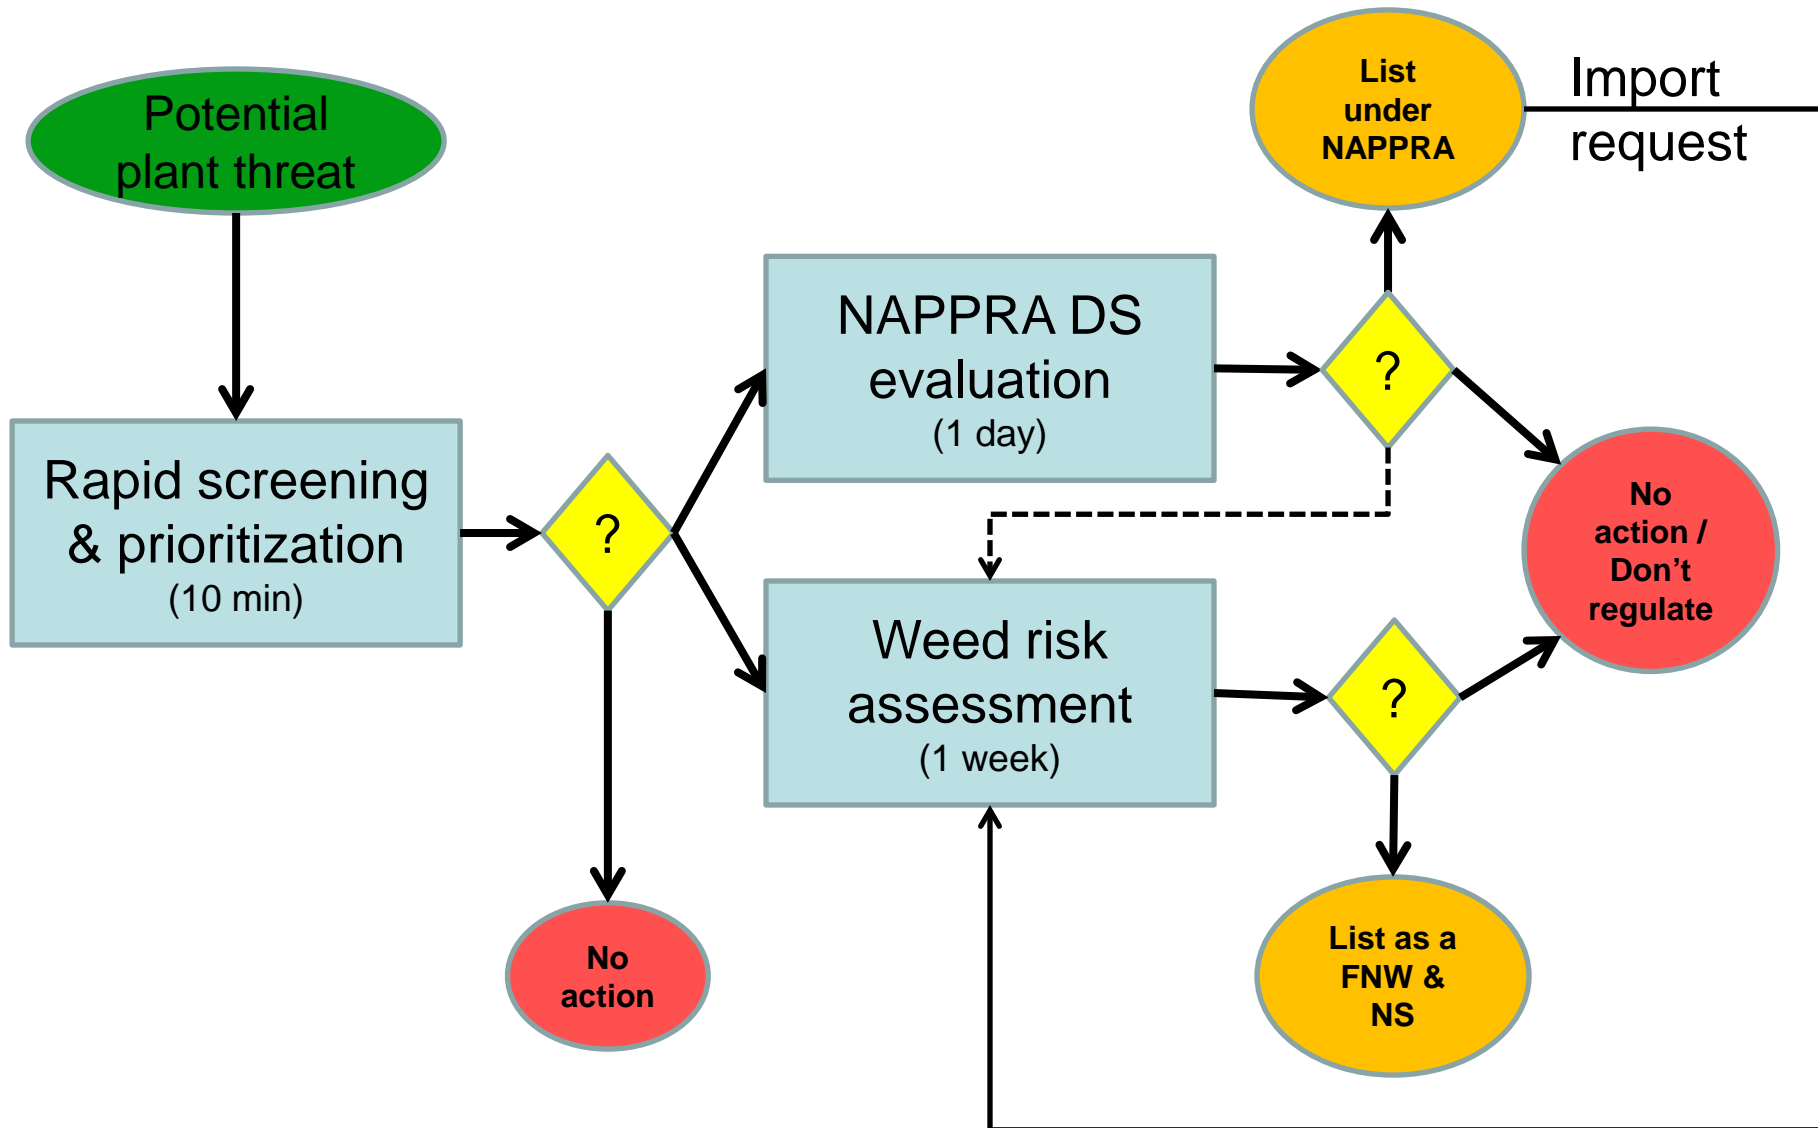 Potential
plant threat
Rapid screening
& prioritization
(10 min)
?
No
action
NAPPRA DS
evaluation
(1 day)
?
List
under
NAPPRA
Import
request
Weed risk
assessment
(1 week)
?
No
action /
Don’t
regulate
List as a
FNW &
NS